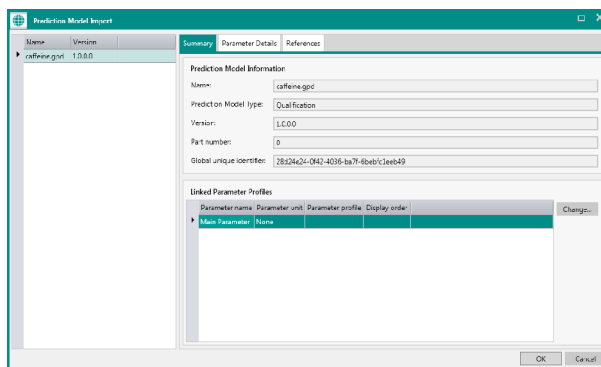 Prediction Model Import
Name Version
caffeine.gpd 1.0.0.0
Summary Parameter Details References
Prediction Model Information
Name: caffeine.gpd
Prediction Model Type: Qualification
Version: 1.0.0.0
Part number: 0
Global unique identifier: 28d24e24-0f42-4036-ba7f-6bebfc1eeb49
Linked Parameter Profiles
Parameter name Parameter unit Parameter profile Display order
Change...
Main Parameter None
OK Cancel